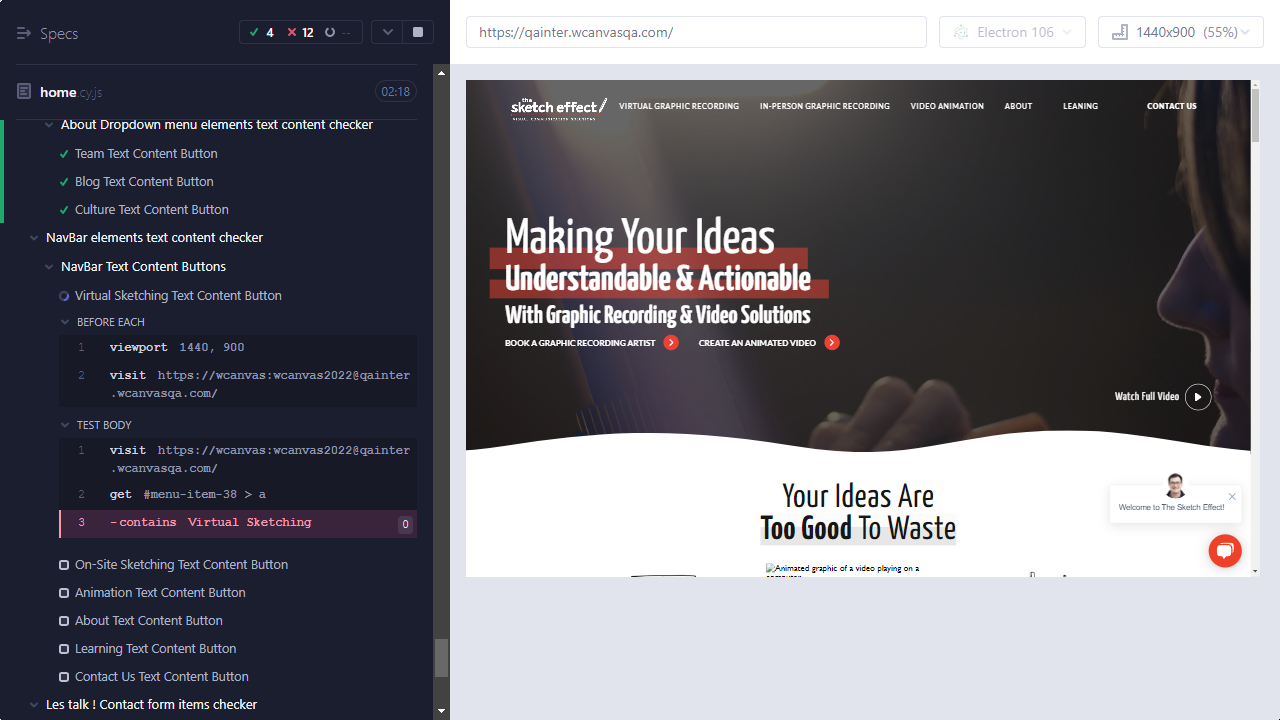 Specs
4 12 --
home.cy.js
02:18
About Dropdown menu elements text content checker
Team Text Content Button
Blog Text Content Button
Culture Text Content Button
NavBar elements text content checker
NavBar Text Content Buttons
Virtual Sketching Text Content Button
BEFORE EACH
1 viewport 1440, 900
2 visit https://wcanvas:wcanvas2022@qainter
.wcanvasqa.com/
TEST BODY
1 visit https://wcanvas:wcanvas2022@qainter
.wcanvasqa.com/
2 get #menu-item-38 > a
3 -contains Virtual Sketching 0
On-Site Sketching Text Content Button
Animation Text Content Button
About Text Content Button
Learning Text Content Button
Contact Us Text Content Button
Les talk ! Contact form items checker
https://qainter.wcanvasqa.com/
Electron 106
1440x900 (55%)
the
sketch effect/
VISUAL COMMUNICATION SOLUTIONS
VIRTUAL GRAPHIC RECORDING
IN-PERSON GRAPHIC RECORDING
VIDEO ANIMATION
ABOUT
LEANING
CONTACT US
Making Your Ideas
Understandable & Actionable
With Graphic Recording & Video Solutions
BOOK A GRAPHIC RECORDING ARTIST
CREATE AN ANIMATED VIDEO
Watch Full Video
Your Ideas Are
Too Good To Waste
Welcome to The Sketch Effect!
Animated graphic of a video playing on a
computer